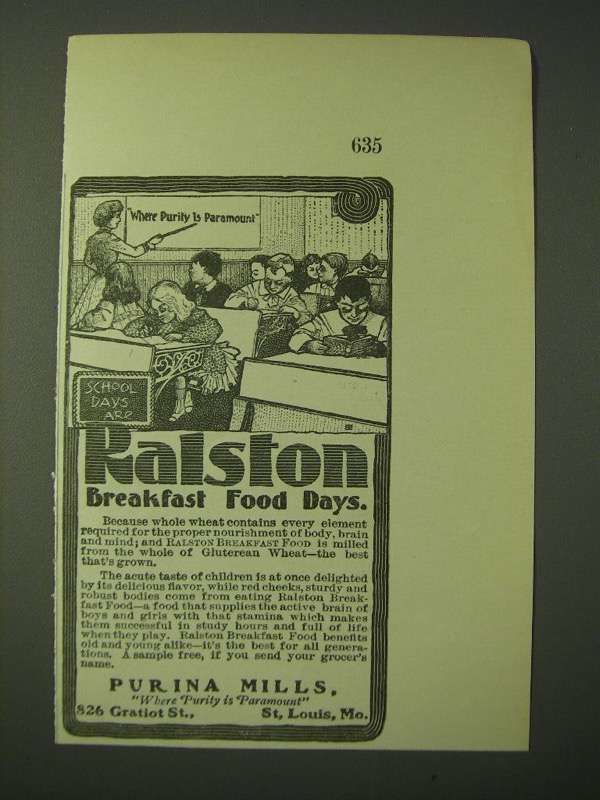 635
"Where Purity Is Paramount"
SCHOOL
DAYS
ARE
Ralston
Breakfast Food Days.
Because whole wheat contains every element
required for the proper nourishment of body, brain
and mind; and RALSTON BREAKFAST FOOD is milled
from the whole of Gluterean Wheat—the best
that's grown.
The acute taste of children is at once delighted
by its delicious flavor, while red cheeks, sturdy and
robust bodies come from eating Ralston Break-
fast Food—a food that supplies the active brain of
boys and girls with that stamina which makes
them successful in study hours and full of life
when they play. Ralston Breakfast Food benefits
old and young alike—it's the best for all genera-
tions. A sample free, if you send your grocer's
name.
PURINA MILLS,
"Where Purity is Paramount"
826 Gratiot St., St, Louis, Mo.